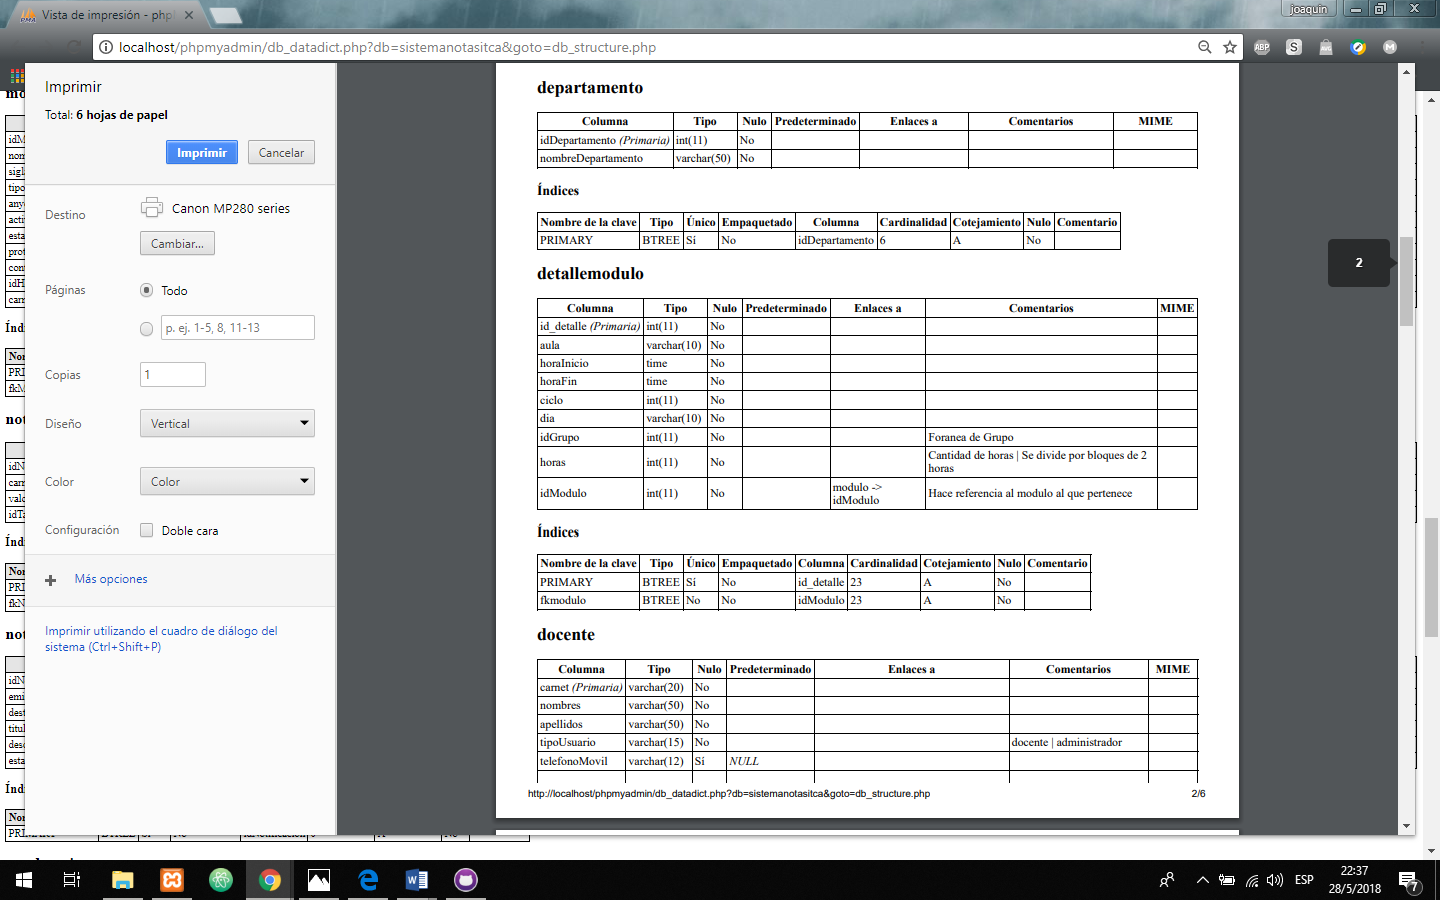 Vista de impresión - php
joaquin
localhost/phpmyadmin/db_datadict.php?db=sistemanotasitca&goto=db_structure.php
ABP
S
AVG
M
Imprimir
Total: 6 hojas de papel
Imprimir Cancelar
Destino Canon MP280 series
Cambiar...
Páginas Todo
p. ej. 1-5, 8, 11-13
Copias 1
Diseño Vertical
Color Color
Configuración Doble cara
Más opciones
Imprimir utilizando el cuadro de diálogo del
sistema (Ctrl+Shift+P)
departamento
Columna Tipo Nulo Predeterminado Enlaces a Comentarios MIME
idDepartamento (Primaria) int(11) No
nombreDepartamento varchar(50) No
Índices
Nombre de la clave Tipo Único Empaquetado Columna Cardinalidad Cotejamiento Nulo Comentario
PRIMARY BTREE Sí No idDepartamento 6 A No
detallemodulo
Columna Tipo Nulo Predeterminado Enlaces a Comentarios MIME
id_detalle (Primaria) int(11) No
aula varchar(10) No
horaInicio time No
horaFin time No
ciclo int(11) No
dia varchar(10) No
idGrupo int(11) No Foranea de Grupo
horas int(11) No Cantidad de horas | Se divide por bloques de 2
horas
idModulo int(11) No modulo -> Hace referencia al modulo al que pertenece
idModulo
Índices
Nombre de la clave Tipo Único Empaquetado Columna Cardinalidad Cotejamiento Nulo Comentario
PRIMARY BTREE Sí No id_detalle 23 A No
fkmodulo BTREE No No idModulo 23 A No
docente
Columna Tipo Nulo Predeterminado Enlaces a Comentarios MIME
carnet (Primaria) varchar(20) No
nombres varchar(50) No
apellidos varchar(50) No
tipoUsuario varchar(15) No docente | administrador
telefonoMovil varchar(12) Sí NULL
http://localhost/phpmyadmin/db_datadict.php?db=sistemanotasitca&goto=db_structure.php 2/6
2
ESP
22:37
28/5/2018
7